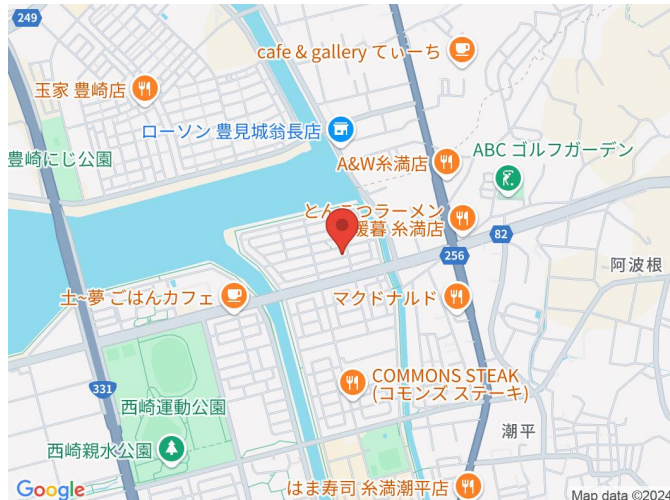 249
cafe & gallery てぃーち
玉家 豊崎店
ローソン 豊見城翁長店
豊崎にじ公園
A&W糸満店
ABC ゴルフガーデン
とんこつラーメン
暖暮 糸満店
82
256
阿波根
土~夢 ごはんカフェ
マクドナルド
331
COMMONS STEAK
(コモンズ ステーキ)
西崎運動公園
潮平
西崎親水公園
はま寿司 糸満潮平店
Google
Map data ©2024